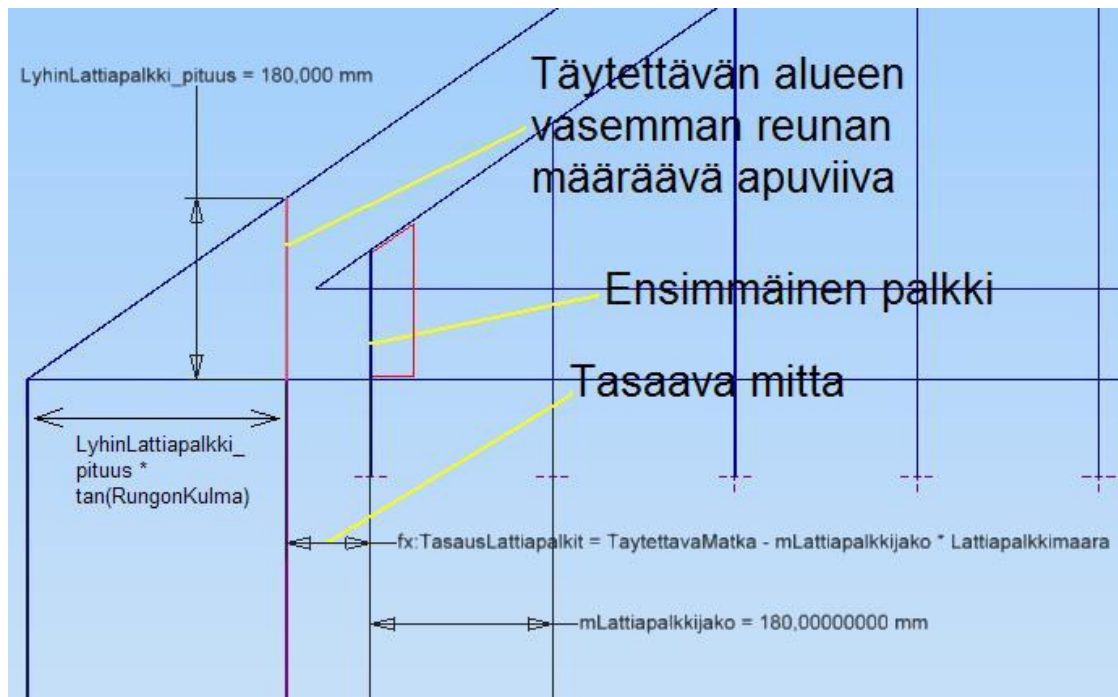 LyhinLattiapalkki_pituus = 180,000 mm
Täytettävän alueen
vasemman reunan
määräävä apuviiva
Ensimmäinen palkki
Tasaava mitta
LyhinLattiapalkki_
pituus *
tan(RungonKulma)
fx:TasausLattiapalkit = TaytettavaMatka - mLattiapalkkijako * Lattiapalkkimaara
mLattiapalkkijako = 180,00000000 mm